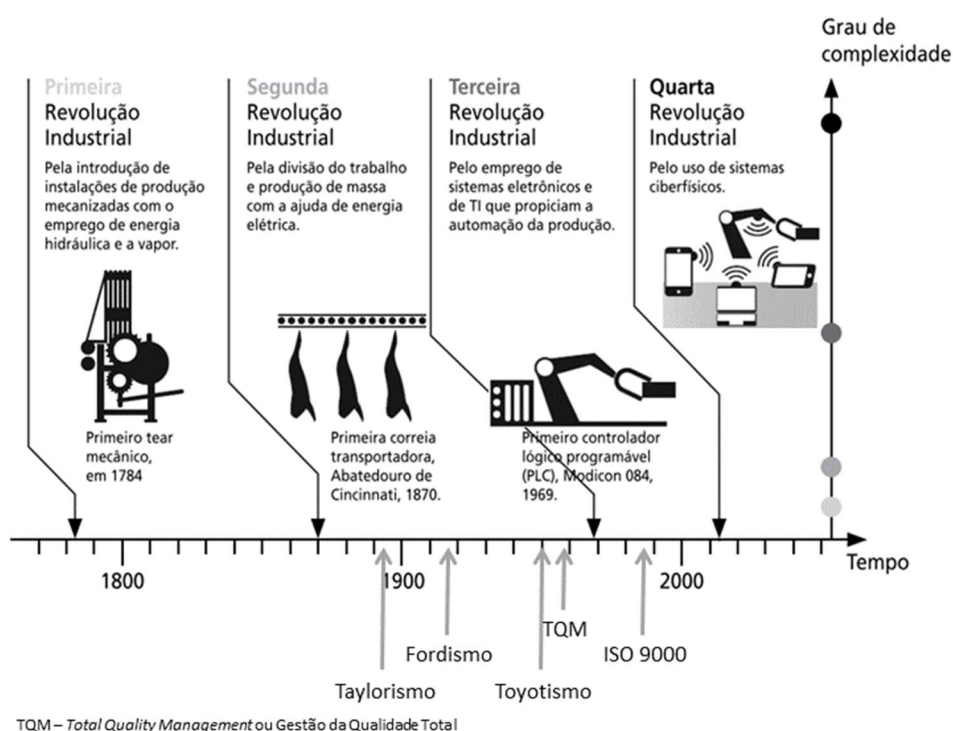 Grau de
complexidade
Primeira
Revolução
Industrial
Pela introdução de
instalações de produção
mecanizadas com o
emprego de energia
hidráulica e a vapor.
Segunda
Revolução
Industrial
Pela divisão do trabalho
e produção de massa
com a ajuda de energia
elétrica.
Terceira
Revolução
Industrial
Pelo emprego de
sistemas eletrônicos e
de TI que propiciam a
automação da produção.
Quarta
Revolução
Industrial
Pelo uso de sistemas
ciberfísicos.
Primeiro tear
mecânico,
em 1784
Primeira correia
transportadora,
Abatedouro de
Cincinnati, 1870.
Primeiro controlador
lógico programável
(PLC), Modicon 084,
1969.
Tempo
1800
1900
2000
TQM
Fordismo
ISO 9000
Taylorismo
Toyotismo
TQM – Total Quality Management ou Gestão da Qualidade Total